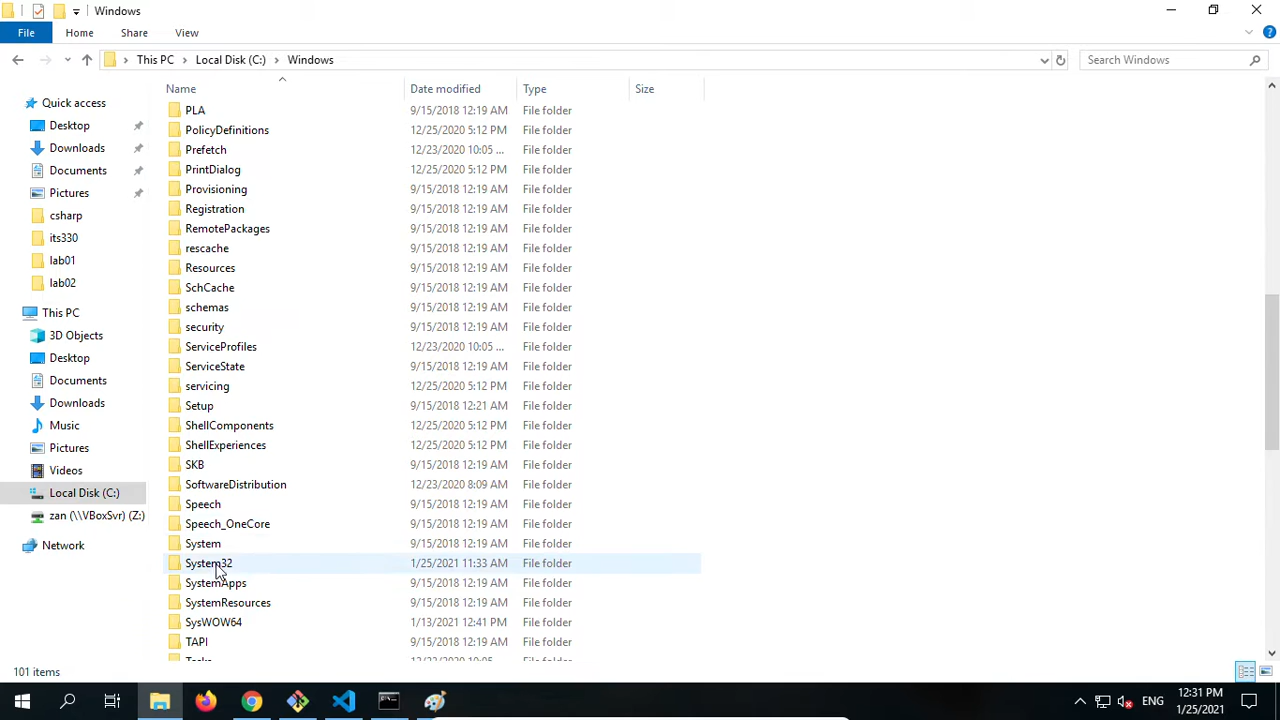 Windows
File Home Share View
This PC Local Disk (C:) Windows
Search Windows
Name Date modified Type Size
Quick access
Desktop
Downloads
Documents
Pictures
csharp
its330
lab01
lab02
This PC
3D Objects
Desktop
Documents
Downloads
Music
Pictures
Videos
Local Disk (C:)
zan (\\VBoxSvr) (Z:)
Network
PLA 9/15/2018 12:19 AM File folder
PolicyDefinitions 12/25/2020 5:12 PM File folder
Prefetch 12/23/2020 10:05 ... File folder
PrintDialog 12/25/2020 5:12 PM File folder
Provisioning 9/15/2018 12:19 AM File folder
Registration 9/15/2018 12:19 AM File folder
RemotePackages 9/15/2018 12:19 AM File folder
rescache 9/15/2018 12:19 AM File folder
Resources 9/15/2018 12:19 AM File folder
SchCache 9/15/2018 12:19 AM File folder
schemas 9/15/2018 12:19 AM File folder
security 9/15/2018 12:19 AM File folder
ServiceProfiles 12/23/2020 10:05 ... File folder
ServiceState 9/15/2018 12:19 AM File folder
servicing 12/25/2020 5:12 PM File folder
Setup 9/15/2018 12:21 AM File folder
ShellComponents 12/25/2020 5:12 PM File folder
ShellExperiences 12/25/2020 5:12 PM File folder
SKB 9/15/2018 12:19 AM File folder
SoftwareDistribution 12/23/2020 8:09 AM File folder
Speech 9/15/2018 12:19 AM File folder
Speech_OneCore 9/15/2018 12:19 AM File folder
System 9/15/2018 12:19 AM File folder
System32 1/25/2021 11:33 AM File folder
SystemApps 9/15/2018 12:19 AM File folder
SystemResources 9/15/2018 12:19 AM File folder
SysWOW64 1/13/2021 12:41 PM File folder
TAPI 9/15/2018 12:19 AM File folder
101 items
ENG
12:31 PM
1/25/2021